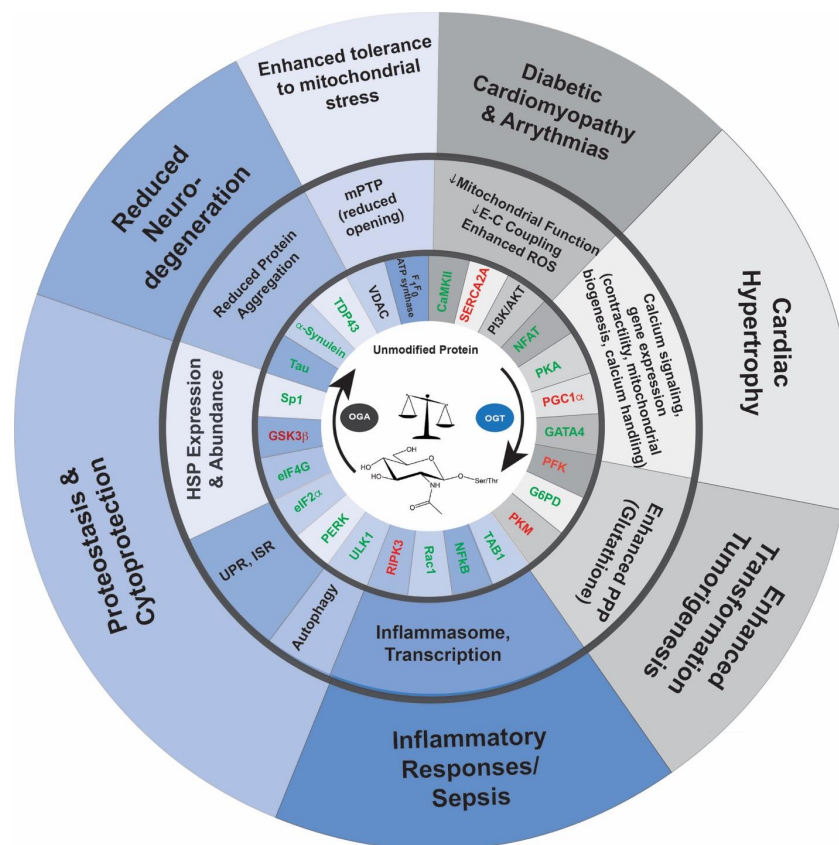 Enhanced tolerance
to mitochondrial
stress
Diabetic
Cardiomyopathy
& Arrythmias
Cardiac
Hypertrophy
Enhanced
Transformation
Tumorigenesis
Inflammatory
Responses/
Sepsis
Proteostasis &
Cytoprotection
Reduced
Neuro-
degeneration
mPTP
(reduced
opening)
↓Mitochondrial Function
↓E-C Coupling
Enhanced ROS
Calcium signaling,
gene expression
(contractility, mitochondrial
biogenesis, calcium handling)
Enhanced PPP
(Glutathione)
Inflammasome,
Transcription
Autophagy
UPR, ISR
HSP Expression
& Abundance
Reduced Protein
Aggregation
VDAC
F1F0
ATP synthase
CaMKII
SERCA2A
PI3K/AKT
NFAT
PKA
PGC1α
GATA4
PFK
G6PD
PKM
TAB1
NFkB
Rac1
RIPK3
ULK1
PERK
eIF2α
eIF4G
GSK3β
Sp1
Tau
α-Synulein
TDP43
Unmodified Protein
OGA
OGT
HO
OH
HO
HO
O
O
Ser/Thr
NH
O